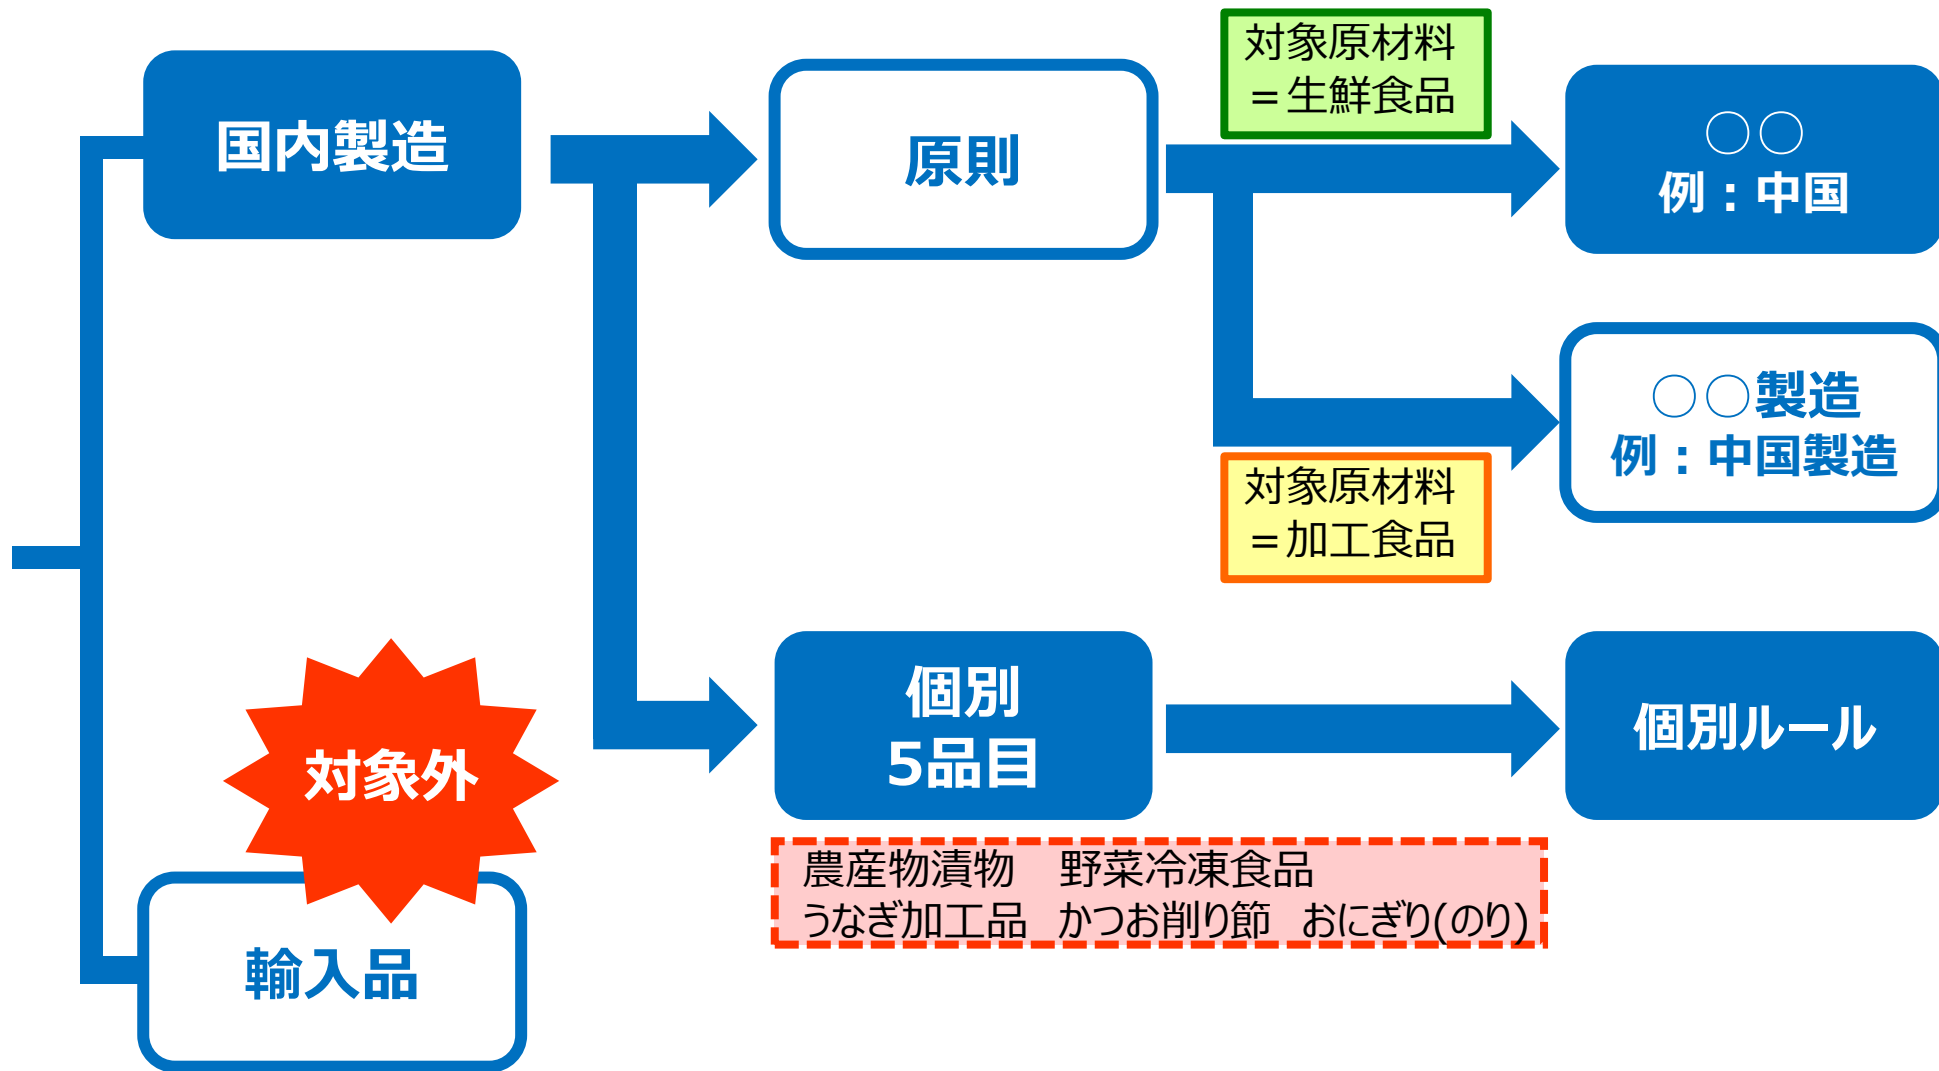 国内製造
原則
対象原材料
=生鮮食品
○○
例：中国
○○製造
例：中国製造
対象原材料
=加工食品
対象外
輸入品
個別
5品目
個別ルール
農産物漬物　野菜冷凍食品
うなぎ加工品　かつお削り節　おにぎり(のり)